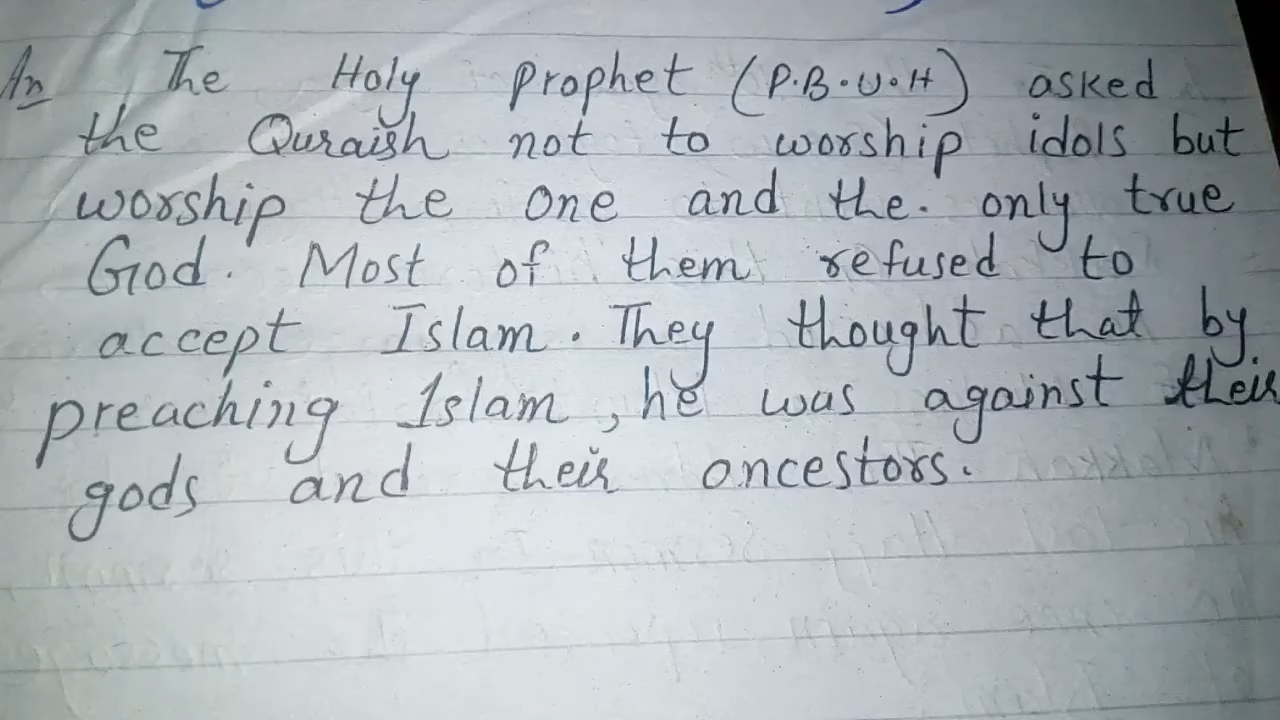 An The Holy Prophet (P.B.U.H) asked
the Quraish not to worship idols but
worship the one and the. only true
God. Most of them refused to
accept Islam. They thought that by
preaching Islam, he was against their
gods and their ancestors.